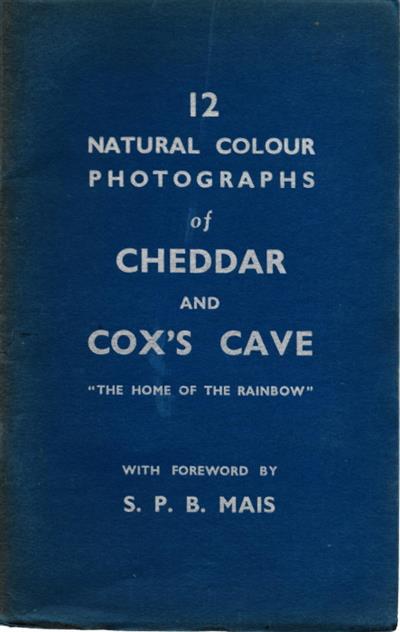 12
NATURAL COLOUR
PHOTOGRAPHS
of
CHEDDAR
AND
COX'S CAVE
"THE HOME OF THE RAINBOW"
WITH FOREWORD BY
S. P. B. MAIS